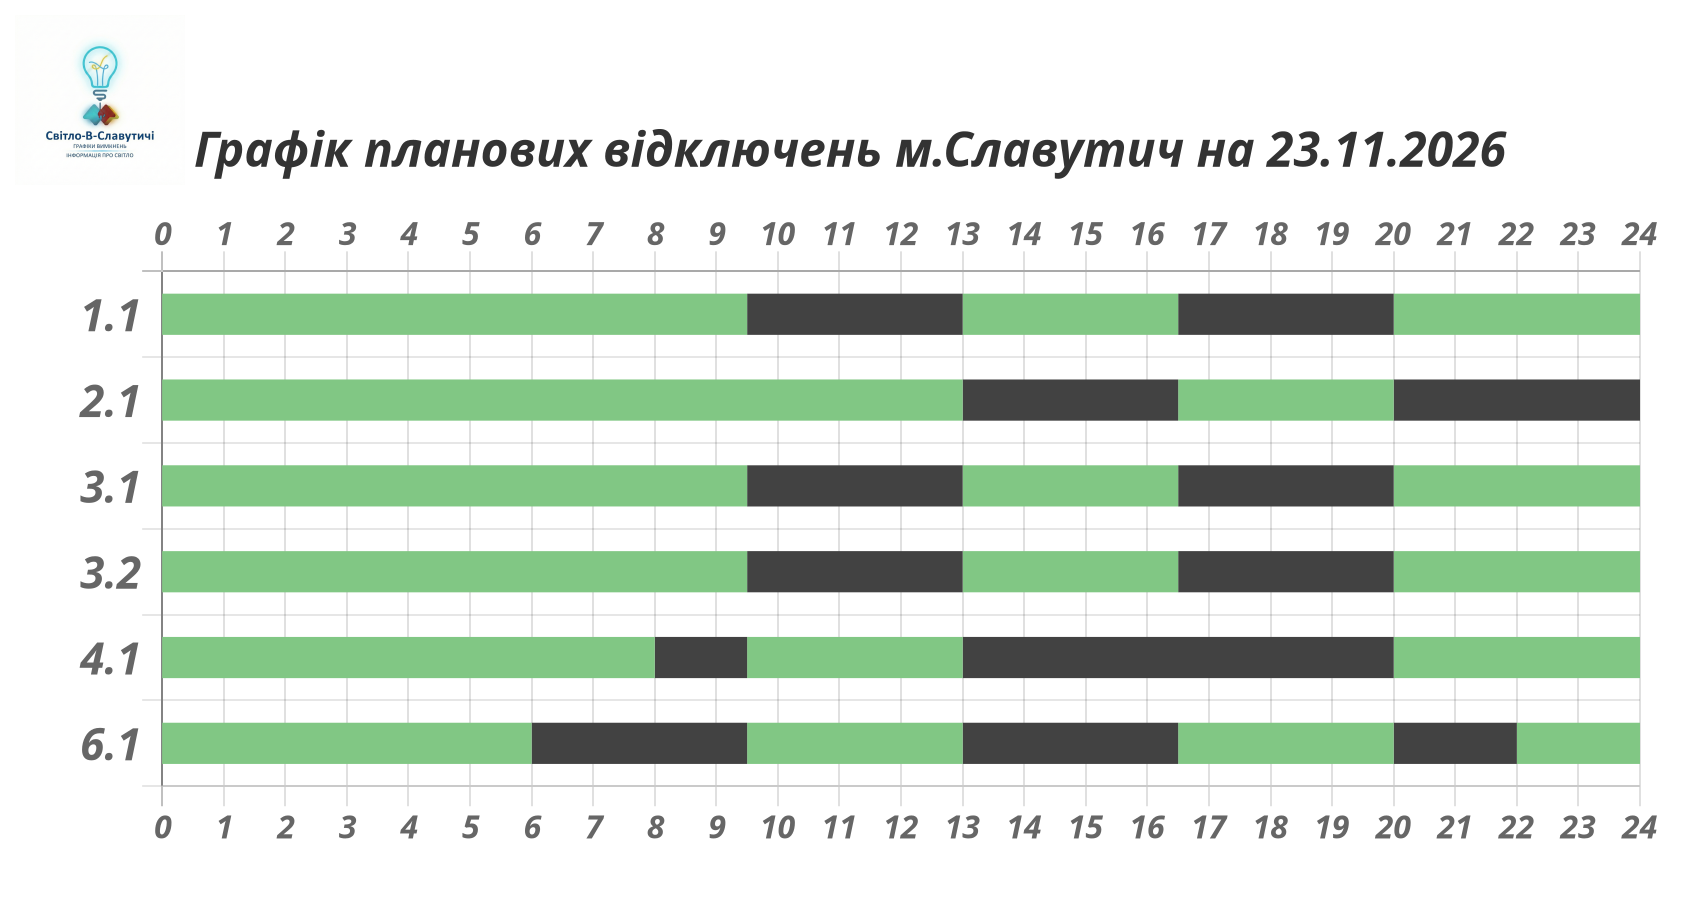 Світло-В-Славутичі
ГРАФІКИ ВИМКНЕНЬ
ІНФОРМАЦІЯ ПРО СВІТЛО
Графік планових відключень м.Славутич на 23.11.2026
0 1 2 3 4 5 6 7 8 9 10 11 12 13 14 15 16 17 18 19 20 21 22 23 24
1.1
2.1
3.1
3.2
4.1
6.1
0 1 2 3 4 5 6 7 8 9 10 11 12 13 14 15 16 17 18 19 20 21 22 23 24